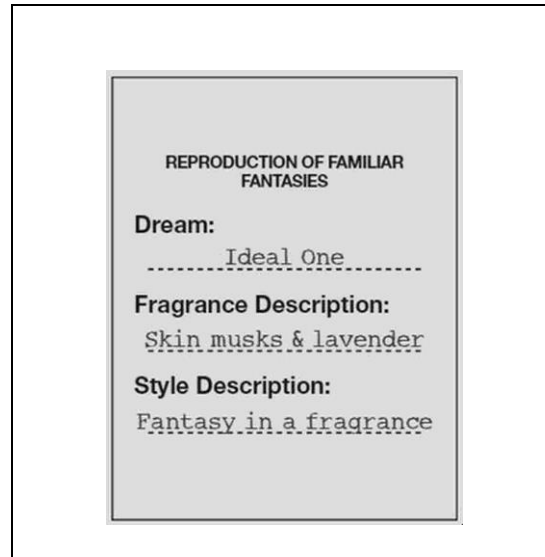 REPRODUCTION OF FAMILIAR
FANTASIES
Dream:
Ideal One
Fragrance Description:
Skin musks & lavender
Style Description:
Fantasy in a fragrance